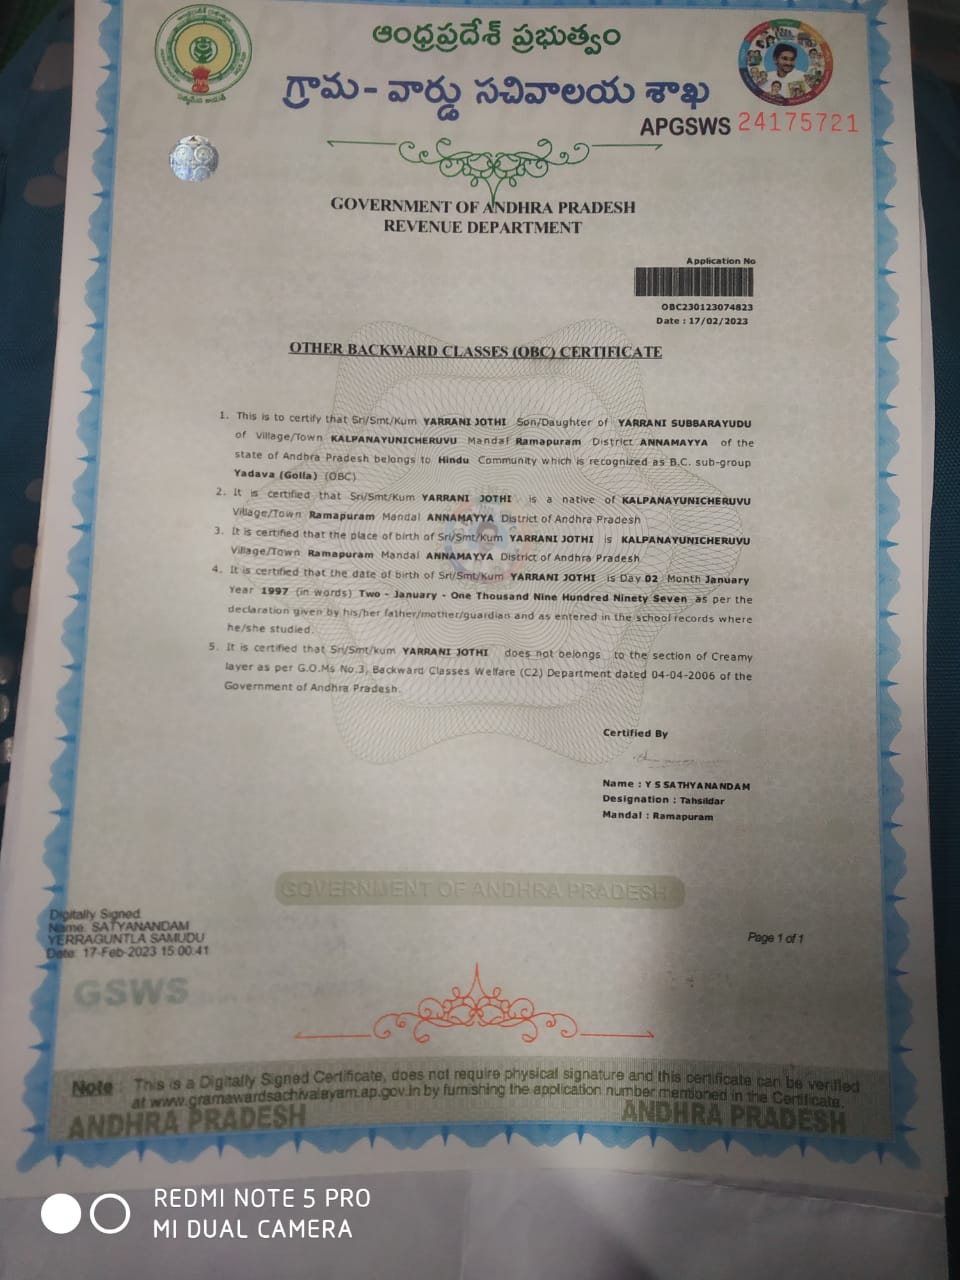 ఆంధ్రప్రదేశ్ ప్రభుత్వం
గ్రామ - వార్డు సచివాలయ శాఖ
APGSWS 24175721
GOVERNMENT OF ANDHRA PRADESH
REVENUE DEPARTMENT
Application No
OBC230123074823
Date : 17/02/2023
OTHER BACKWARD CLASSES (OBC) CERTIFICATE
1. This is to certify that Sri/Smt/Kum YARRANI JOTHI Son/Daughter of YARRANI SUBBARAYUDU
of Village/Town KALPANAYUNICHERUVU Mandal Ramapuram District ANNAMAYYA of the
state of Andhra Pradesh belongs to Hindu Community which is recognized as B.C. sub-group
Yadava (Golla) (OBC)
2. It is certified that Sri/Smt/Kum YARRANI JOTHI is a native of KALPANAYUNICHERUVU
Village/Town Ramapuram Mandal ANNAMAYYA District of Andhra Pradesh
3. It is certified that the place of birth of Sri/Smt/Kum YARRANI JOTHI is KALPANAYUNICHERUVU
Village/Town Ramapuram Mandal ANNAMAYYA District of Andhra Pradesh
4. It is certified that the date of birth of Sri/Smt/Kum YARRANI JOTHI is Day 02 Month January
Year 1997 (in words) Two - January - One Thousand Nine Hundred Ninety Seven as per the
declaration given by his/her father/mother/guardian and as entered in the school records where
he/she studied.
5. It is certified that Sri/Smt/kum YARRANI JOTHI does not belongs to the section of Creamy
layer as per G.O.Ms No.3, Backward Classes Welfare (C2) Department dated 04-04-2006 of the
Government of Andhra Pradesh.
Certified By
Name : Y S SATHYANANDAM
Designation : Tahsildar
Mandal : Ramapuram
GOVERNMENT OF ANDHRA PRADESH
Digitally Signed
Name: SATYANANDAM
YERRAGUNTLA SAMUDU
Date: 17-Feb-2023 15:00:41
Page 1 of 1
GSWS
Note : This is a Digitally Signed Certificate, does not require physical signature and this certificate can be verified
at www.gramawardsachivalayam.ap.gov.in by furnishing the application number mentioned in the Certificate.
ANDHRA PRADESH ANDHRA PRADESH
REDMI NOTE 5 PRO
MI DUAL CAMERA